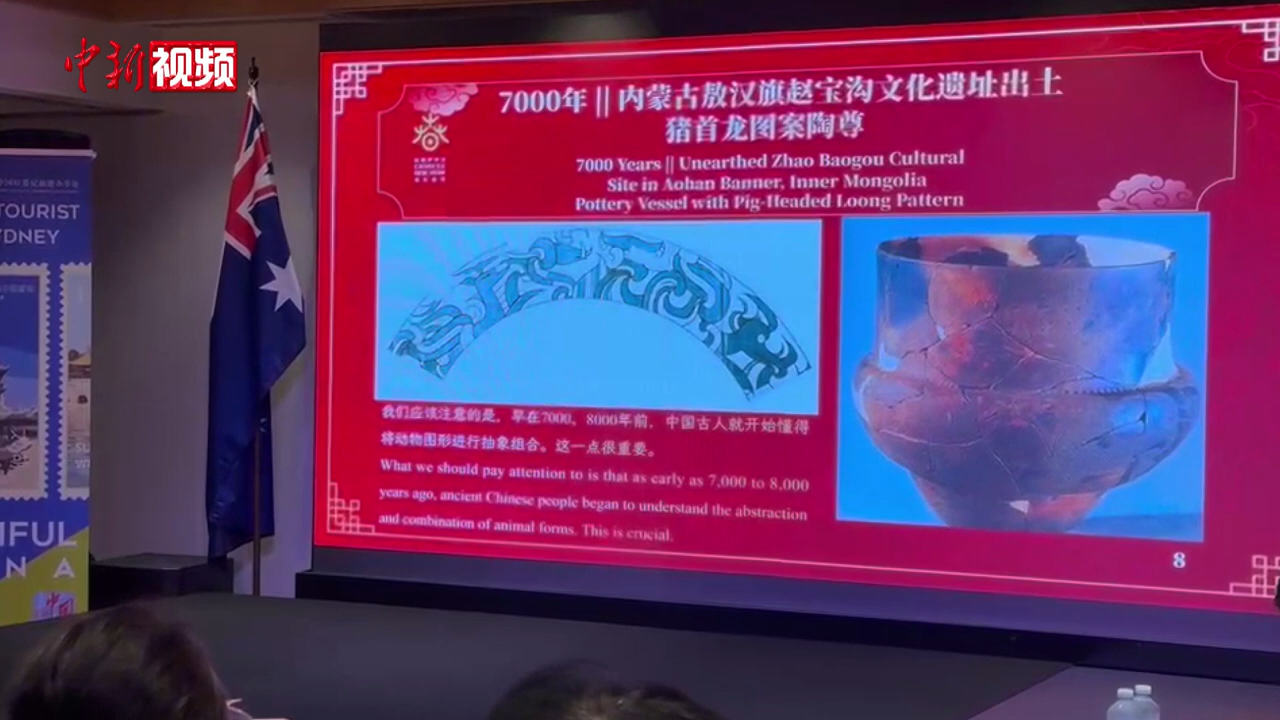 中新视频
TOURIST
YDNEY
IFUL
N A
中国
7000年 || 内蒙古敖汉旗赵宝沟文化遗址出土
猪首龙图案陶尊
7000 Years || Unearthed Zhao Baogou Cultural
Site in Aohan Banner, Inner Mongolia
Pottery Vessel with Pig-Headed Loong Pattern
我们应该注意的是，早在7000，8000年前，中国古人就开始懂得
将动物图形进行抽象组合。这一点很重要。
What we should pay attention to is that as early as 7,000 to 8,000
years ago, ancient Chinese people began to understand the abstraction
and combination of animal forms. This is crucial.
8